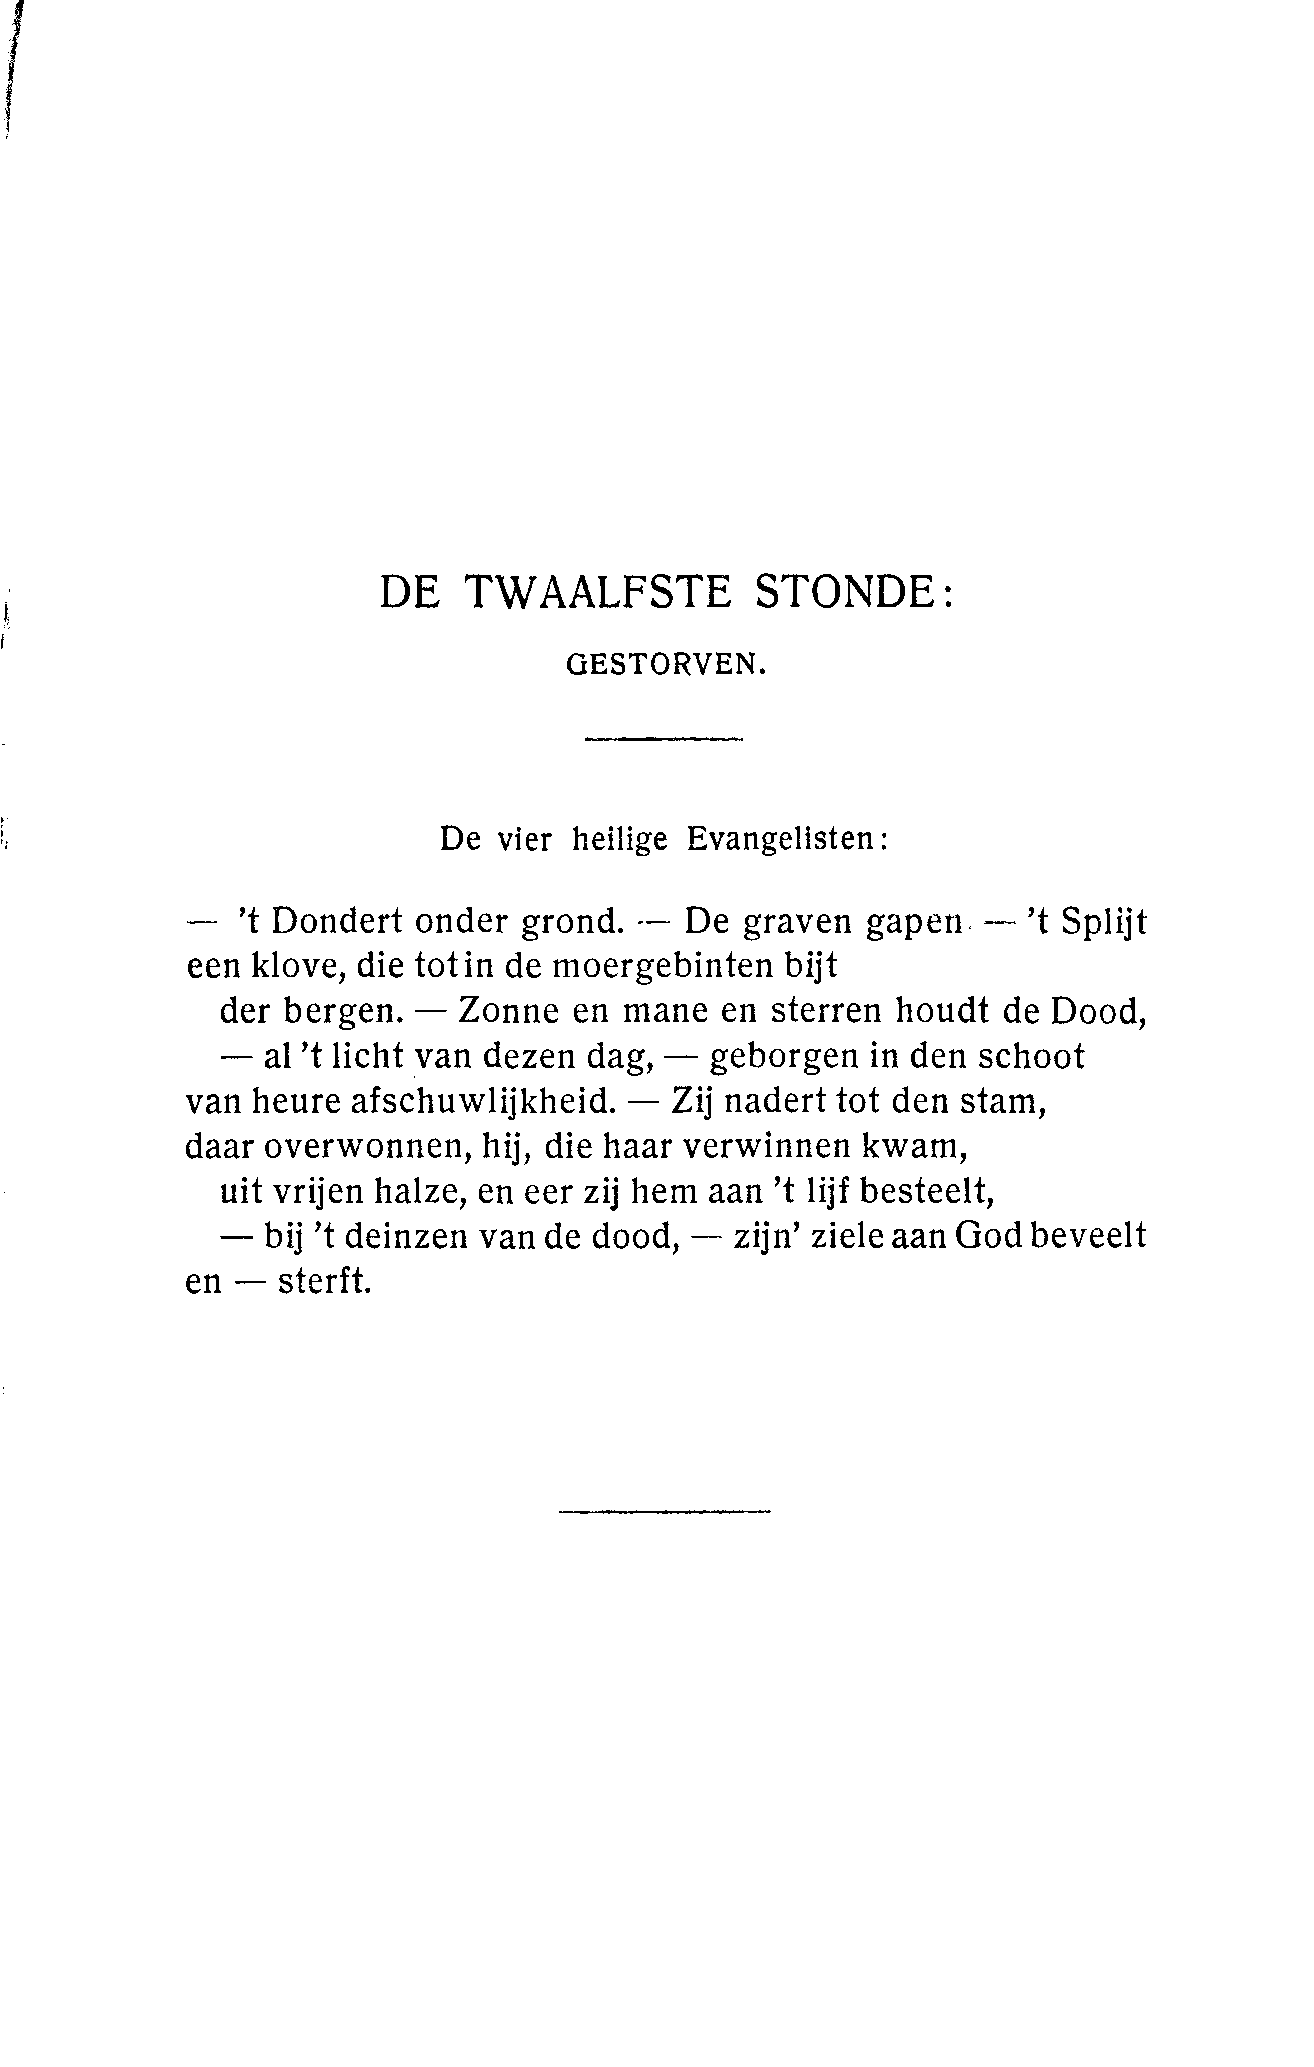 DE TWAALFSTE STONDE:
GESTORVEN.
De vier heilige Evangelisten:
— 't Dondert onder grond. — De graven gapen. — 't Splijt
een klove, die tot in de moergebinten bijt
der bergen. — Zonne en mane en sterren houdt de Dood,
— al 't licht van dezen dag, — geborgen in den schoot
van heure afschuwlijkheid. — Zij nadert tot den stam,
daar overwonnen, hij, die haar verwinnen kwam,
uit vrijen halze, en eer zij hem aan 't lijf besteelt,
— bij 't deinzen van de dood, — zijn' ziele aan God beveelt
en — sterft.